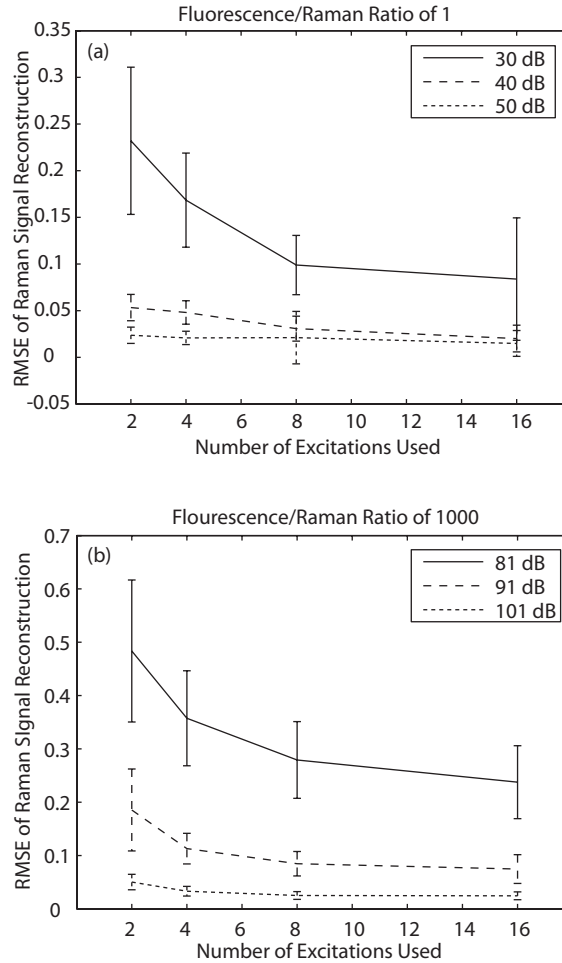 Fluorescence/Raman Ratio of 1
(a)
30 dB
40 dB
50 dB
0.35
0.3
0.25
0.2
0.15
0.1
0.05
0
-0.05
RMSE of Raman Signal Reconstruction
2 4 6 8 10 12 14 16
Number of Excitations Used
Flourescence/Raman Ratio of 1000
(b)
81 dB
91 dB
101 dB
0.7
0.6
0.5
0.4
0.3
0.2
0.1
0
RMSE of Raman SIgnal Reconstruction
2 4 6 8 10 12 14 16
Number of Excitations Used